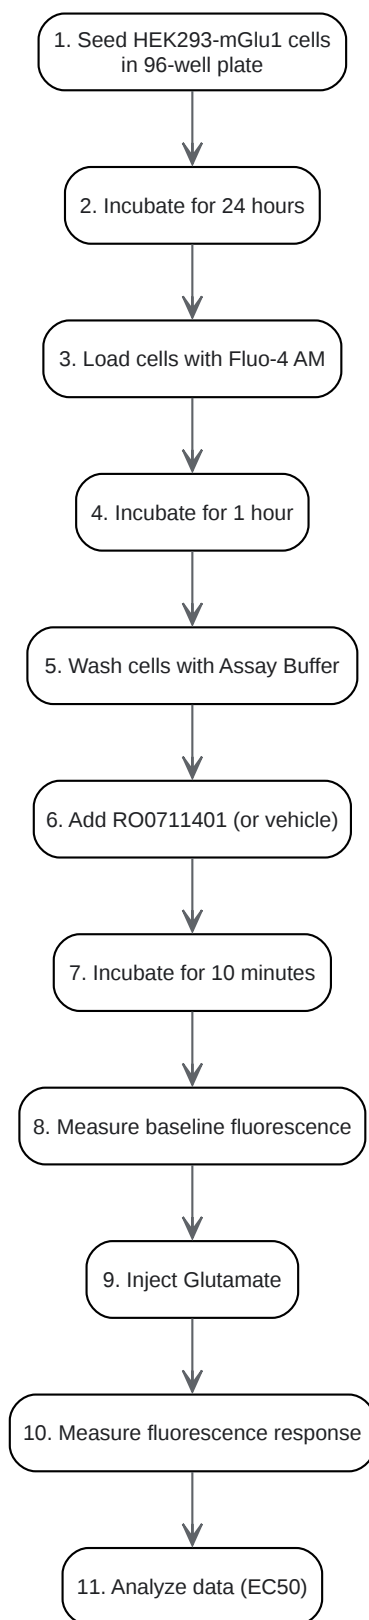 1. Seed HEK293-mGlu1 cells
in 96-well plate
2. Incubate for 24 hours
3. Load cells with Fluo-4 AM
4. Incubate for 1 hour
5. Wash cells with Assay Buffer
6. Add RO0711401 (or vehicle)
7. Incubate for 10 minutes
8. Measure baseline fluorescence
9. Inject Glutamate
10. Measure fluorescence response
11. Analyze data (EC50)